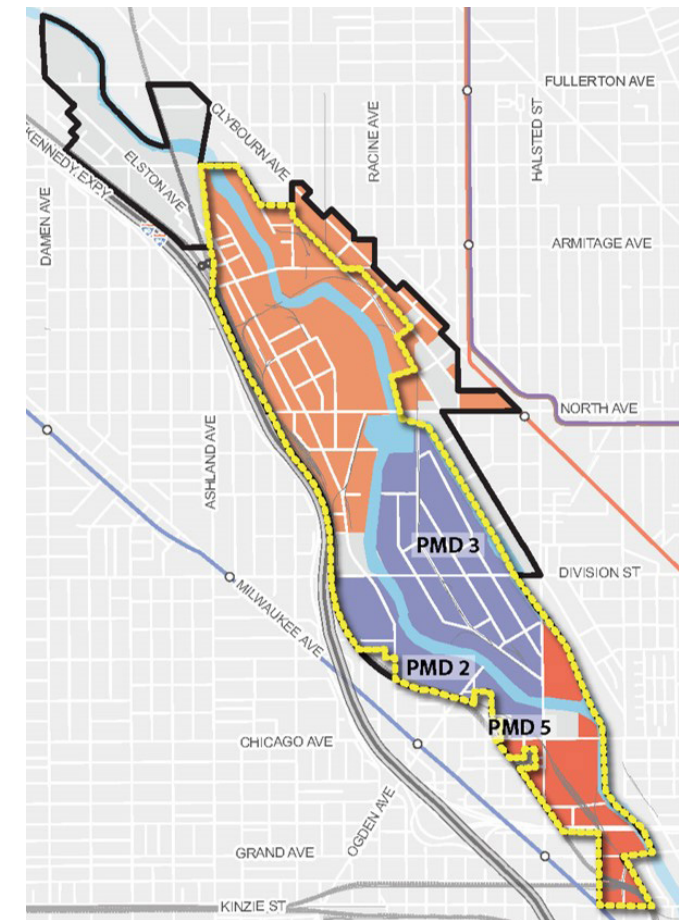 FULLERTON AVE
CLYBOURN AVE
RACINE AVE
HALSTED ST
KENNEDY EXPY
ELSTON AVE
DAMEN AVE
ARMITAGE AVE
NORTH AVE
ASHLAND AVE
PMD 3
DIVISION ST
MILWAUKEE AVE
PMD 2
PMD 5
CHICAGO AVE
OGDEN AVE
GRAND AVE
KINZIE ST